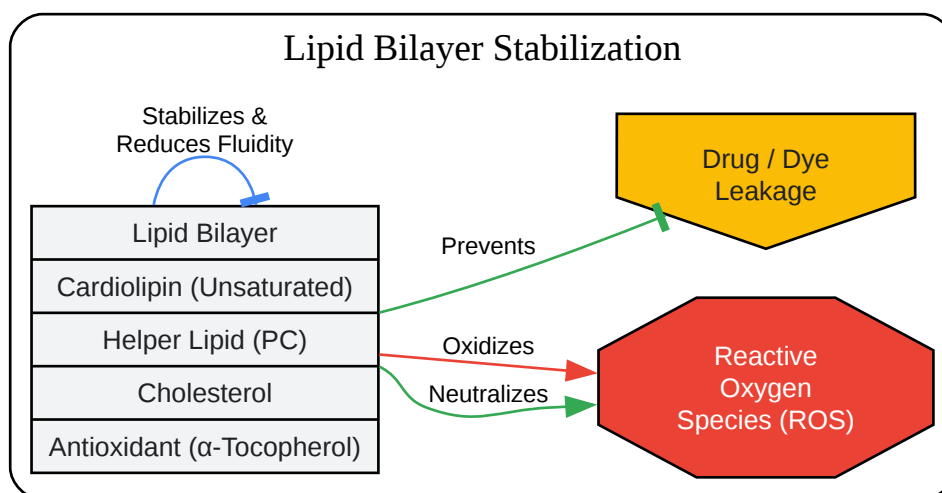 Lipid Bilayer Stabilization
Stabilizes &
Reduces Fluidity
Lipid Bilayer
Cardiolipin (Unsaturated)
Helper Lipid (PC)
Cholesterol
Antioxidant (α-Tocopherol)
Prevents
Oxidizes
Neutralizes
Drug / Dye
Leakage
Reactive
Oxygen
Species (ROS)